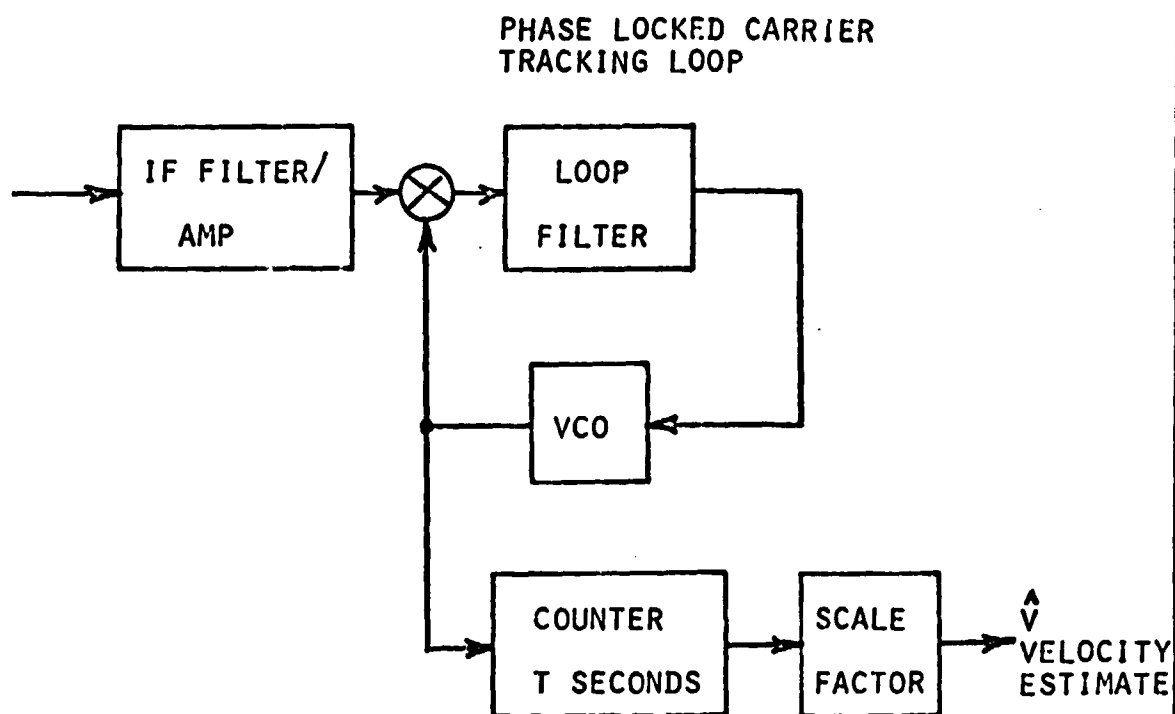 PHASE LOCKED CARRIER
TRACKING LOOP
IF FILTER/
AMP
LOOP
FILTER
VCO
COUNTER
T SECONDS
SCALE
FACTOR
V̂
VELOCITY
ESTIMATE